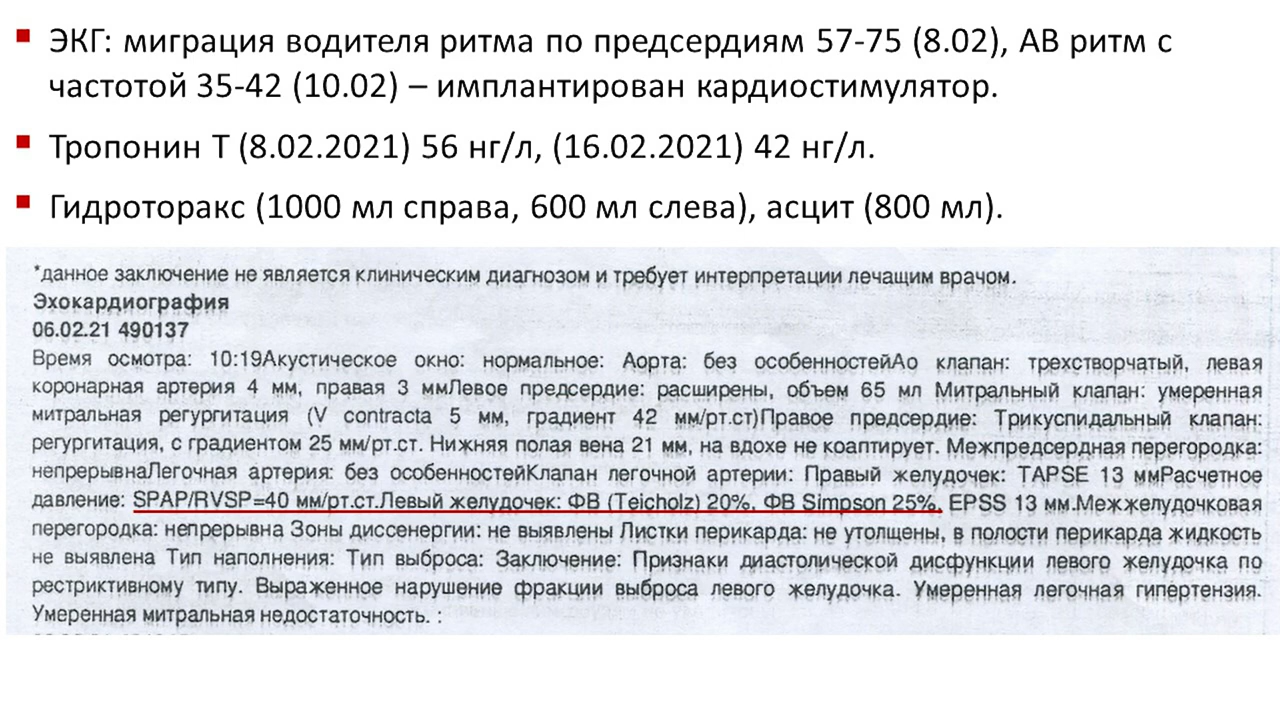 ЭКГ: миграция водителя ритма по предсердиям 57-75 (8.02), АВ ритм с
частотой 35-42 (10.02) – имплантирован кардиостимулятор.
Тропонин Т (8.02.2021) 56 нг/л, (16.02.2021) 42 нг/л.
Гидроторакс (1000 мл справа, 600 мл слева), асцит (800 мл).
*данное заключение не является клиническим диагнозом и требует интерпретации лечащим врачом.
Эхокардиография
06.02.21 490137
Время осмотра: 10:19Акустическое окно: нормальное: Аорта: без особенностейАо клапан: трехстворчатый, левая
коронарная артерия 4 мм, правая 3 ммЛевое предсердие: расширены, объем 65 мл Митральный клапан: умеренная
митральная регургитация (V contracta 5 мм, градиент 42 мм/рт.ст)Правое предсердие: Трикуспидальный клапан:
регургитация, с градиентом 25 мм/рт.ст. Нижняя полая вена 21 мм, на вдохе не коаптирует. Межпредсердная перегородка:
непрерывнаЛегочная артерия: без особенностейКлапан легочной артерии: Правый желудочек: TAPSE 13 ммРасчетное
давление: SPAP/RVSP=40 мм/рт.ст.Левый желудочек: ФВ (Teicholz) 20%, ФВ Simpson 25%, EPSS 13 мм.Межжелудочковая
перегородка: непрерывна Зоны диссенергии: не выявлены Листки перикарда: не утолщены, в полости перикарда жидкость
не выявлена Тип наполнения: Тип выброса: Заключение: Признаки диастолической дисфункции левого желудочка по
рестриктивному типу. Выраженное нарушение фракции выброса левого желудочка. Умеренная легочная гипертензия.
Умеренная митральная недостаточность. :